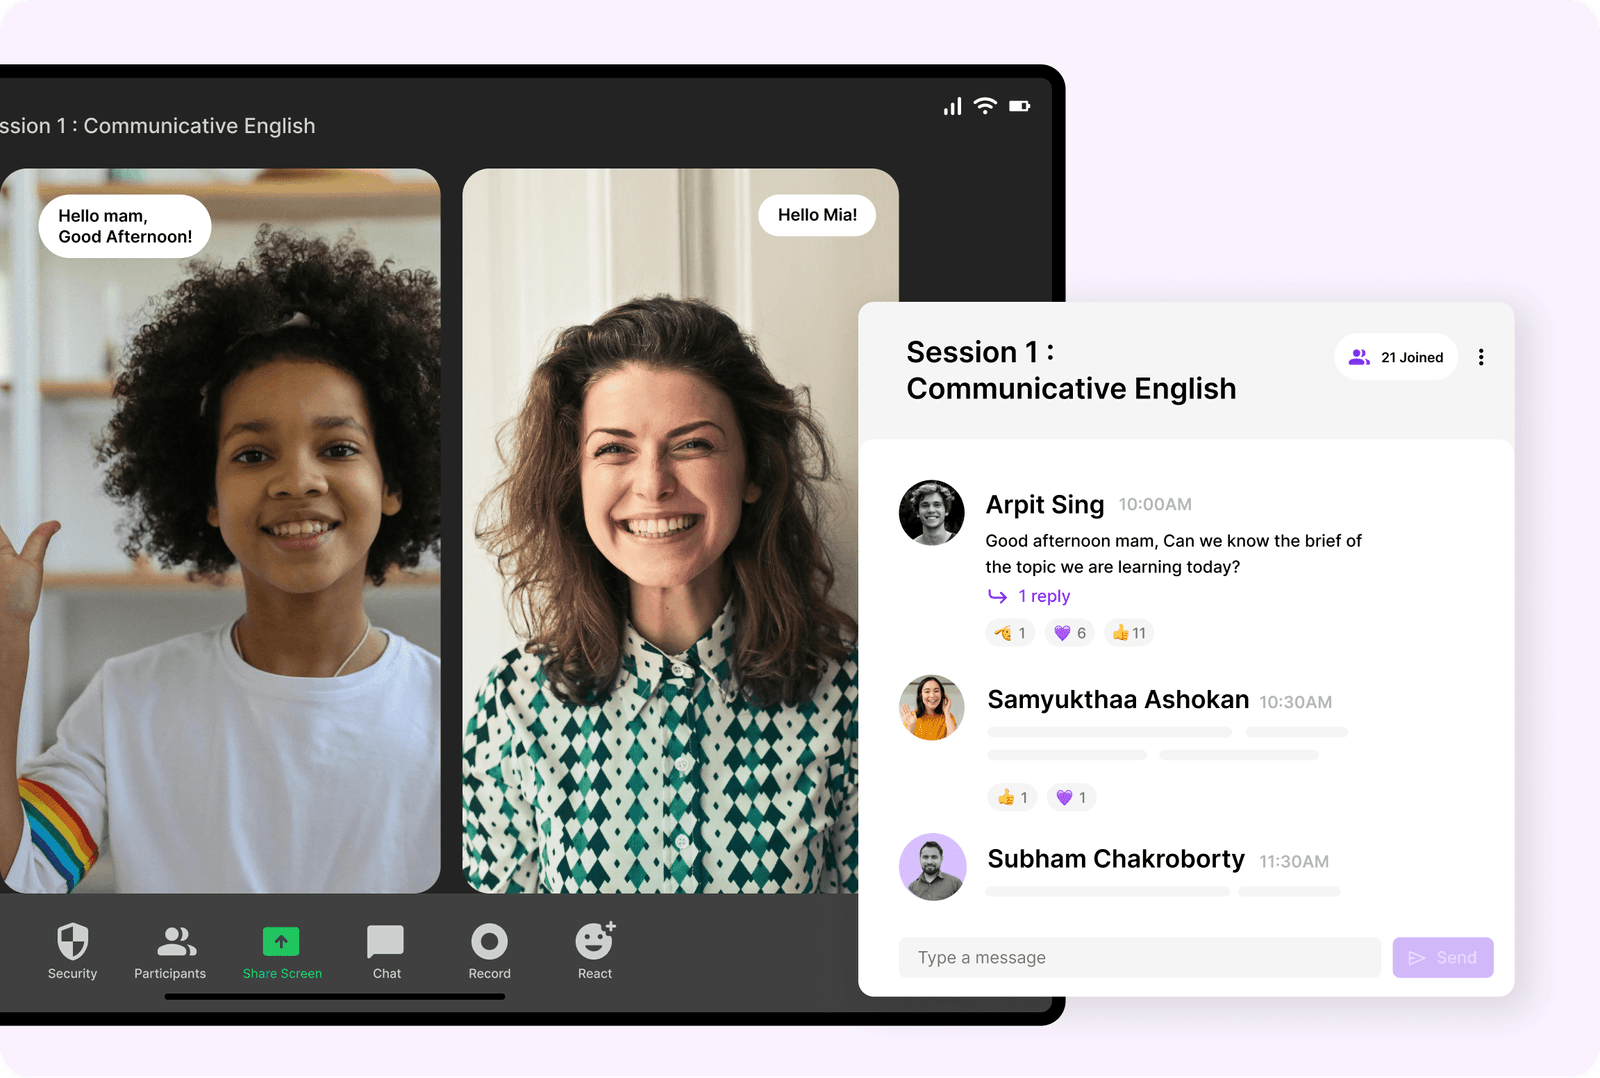 ssion 1 : Communicative English
Hello mam,
Good Afternoon!
Hello Mia!
Security
Participants
Share Screen
Chat
Record
React
Session 1 :
Communicative English
21 Joined
Arpit Sing 10:00AM
Good afternoon mam, Can we know the brief of
the topic we are learning today?
1 reply
1 6 11
Samyukthaa Ashokan 10:30AM
1 1
Subham Chakroborty 11:30AM
Type a message
Send